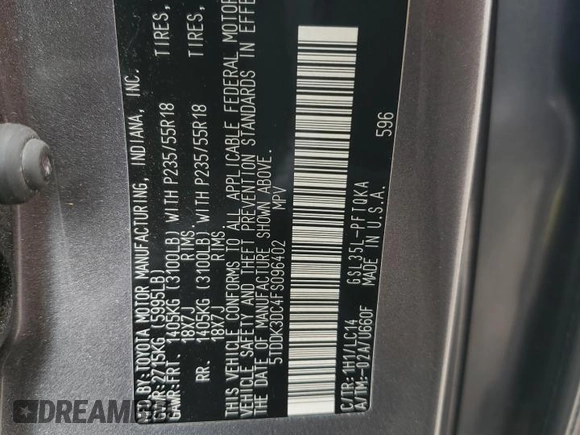 MFD.BY:TOYOTA MOTOR MANUFACTURING, INDIANA, INC.
GVWR:2715KG (5995LB)
GAWR:FRT. 1405KG (3100LB) WITH P235/55R18 TIRES,
18X7J RIMS,
RR. 1405KG (3100LB) WITH P235/55R18 TIRES,
18X7J RIMS,
THIS VEHICLE CONFORMS TO ALL APPLICABLE FEDERAL MOTOR
VEHICLE SAFETY AND THEFT PREVENTION STANDARDS IN EFFE
THE DATE OF MANUFACTURE SHOWN ABOVE.
5TDDK3DC4FS096402 MPV
C/TR:1H1/LC14 GSL35L-PFTQKA
A/TM:-02A/U660F MADE IN U.S.A.
596
© Autohelperbot.com